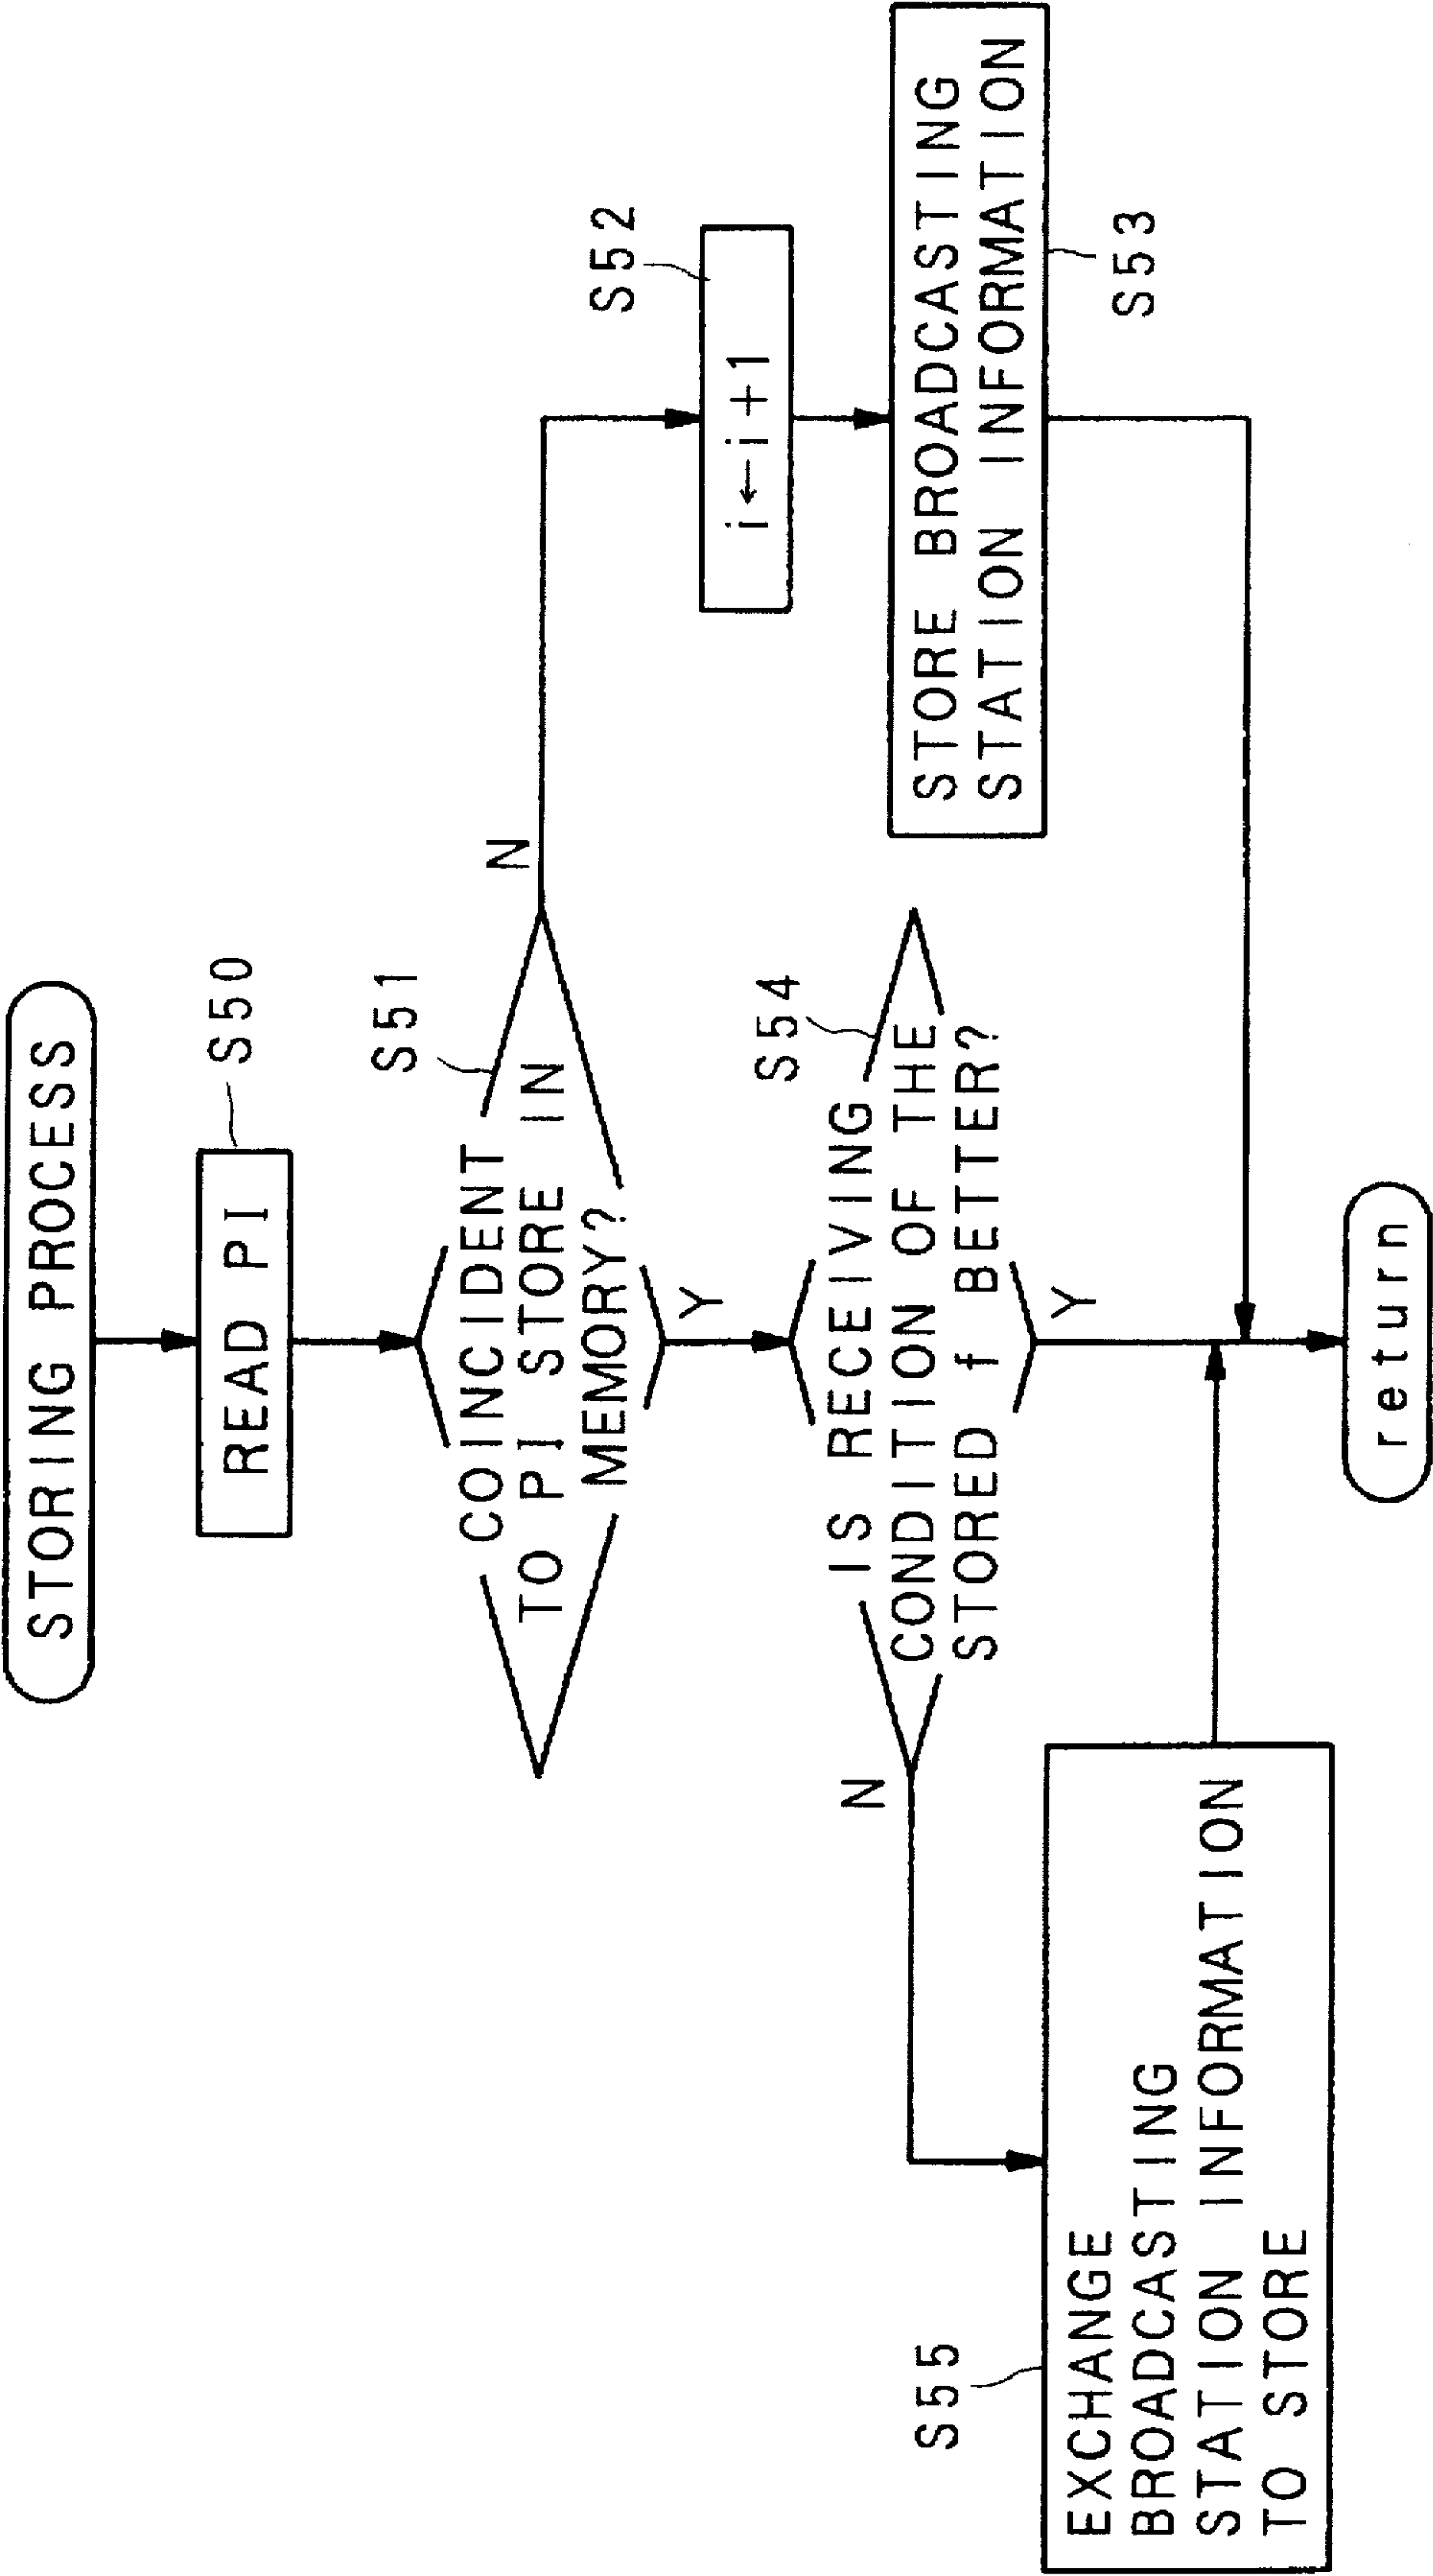 STORING PROCESS
READ PI
S50
COINCIDENT
TO PI STORE IN
MEMORY?
S51
N
Y
i←i+1
S52
STORE BROADCASTING
STATION INFORMATION
S53
IS RECEIVING
CONDITION OF THE
STORED f BETTER?
S54
N
Y
EXCHANGE
BROADCASTING
STATION INFORMATION
TO STORE
S55
return